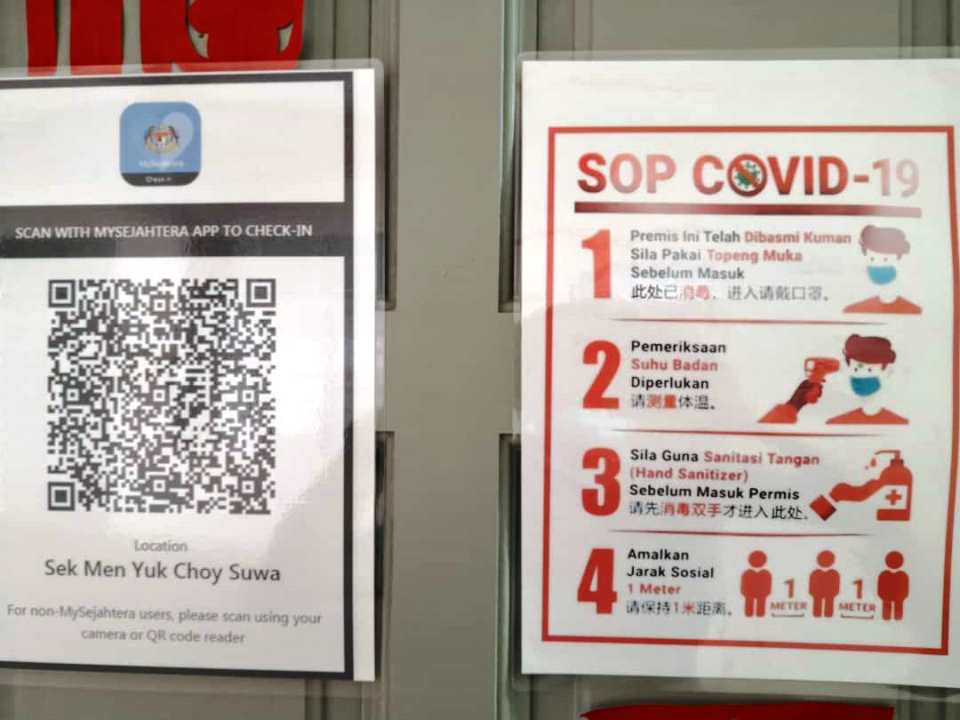 MySejahtera
Check-in
SCAN WITH MYSEJAHTERA APP TO CHECK-IN
Location
Sek Men Yuk Choy Suwa
For non-MySejahtera users, please scan using your
camera or QR code reader
SOP COVID-19
1
Premis Ini Telah Dibasmi Kuman
Sila Pakai Topeng Muka
Sebelum Masuk
此处已消毒，进入请戴口罩。
2
Pemeriksaan
Suhu Badan
Diperlukan
请测量体温。
3
Sila Guna Sanitasi Tangan
(Hand Sanitizer)
Sebelum Masuk Permis
请先消毒双手才进入此处。
4
Amalkan
Jarak Sosial
1 Meter
请保持1米距离。
1
METER
1
METER